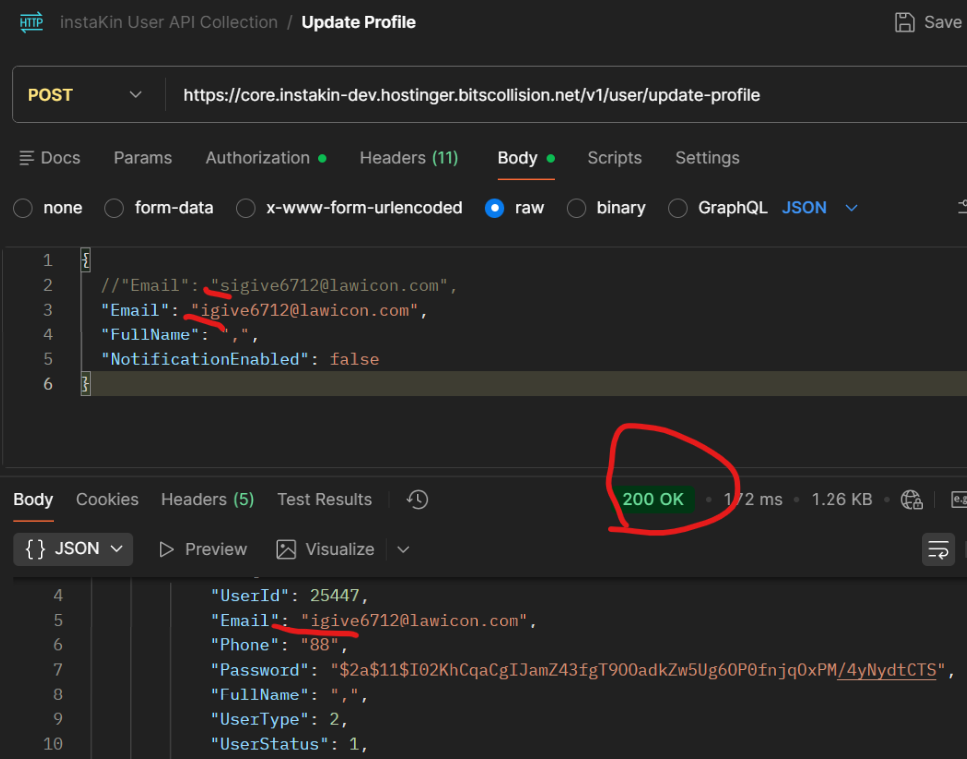 HTTP instaKin User API Collection / Update Profile Save
POST https://core.instakin-dev.hostinger.bitscollision.net/v1/user/update-profile
Docs Params Authorization Headers (11) Body Scripts Settings
none form-data x-www-form-urlencoded raw binary GraphQL JSON
1 {
2 //"Email": "sigive6712@lawicon.com",
3 "Email": "igive6712@lawicon.com",
4 "FullName": ",",
5 "NotificationEnabled": false
6 }
Body Cookies Headers (5) Test Results 200 OK • 172 ms • 1.26 KB e.g
{} JSON Preview Visualize
4 "UserId": 25447,
5 "Email": "igive6712@lawicon.com",
6 "Phone": "88",
7 "Password": "$2a$11$I02KhCqaCgIJamZ43fgT9OOadkZw5Ug6OP0fnjqOxPM/4yNydtCTS",
8 "FullName": ",",
9 "UserType": 2,
10 "UserStatus": 1,